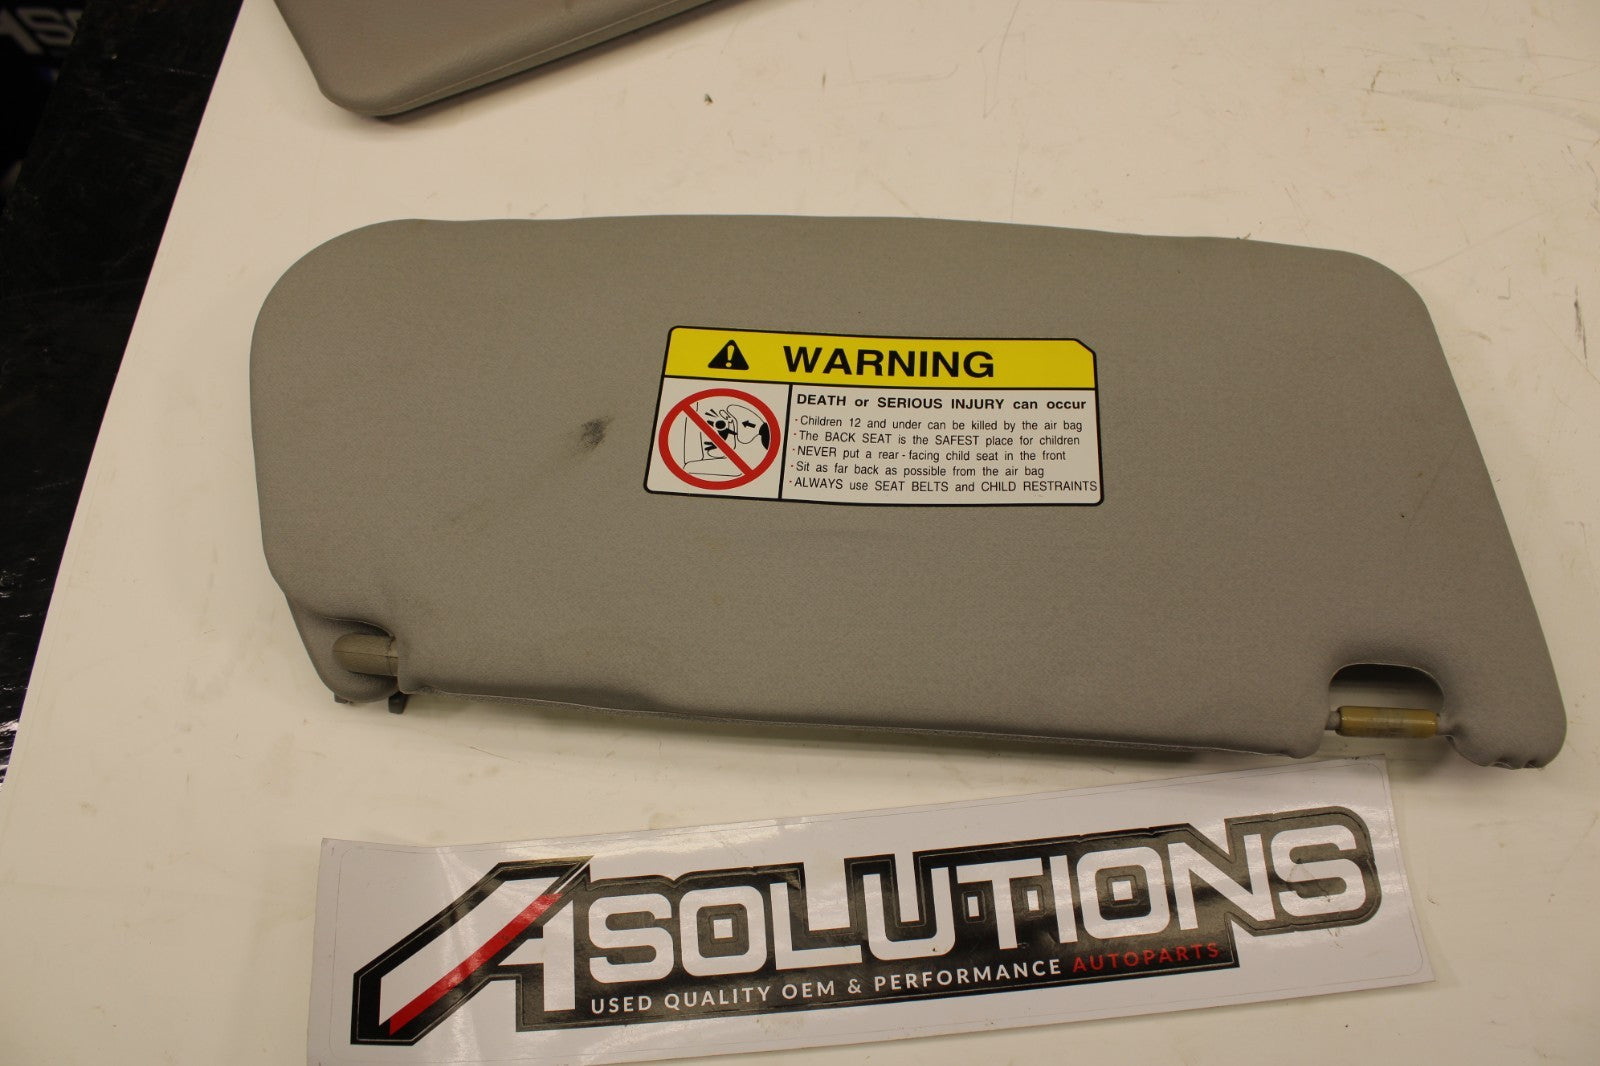 WARNING
DEATH or SERIOUS INJURY can occur
·Children 12 and under can be killed by the air bag
·The BACK SEAT is the SAFEST place for children
·NEVER put a rear-facing child seat in the front
·Sit as far back as possible from the air bag
·ALWAYS use SEAT BELTS and CHILD RESTRAINTS
ASOLUTIONS
USED QUALITY OEM & PERFORMANCE AUTOPARTS